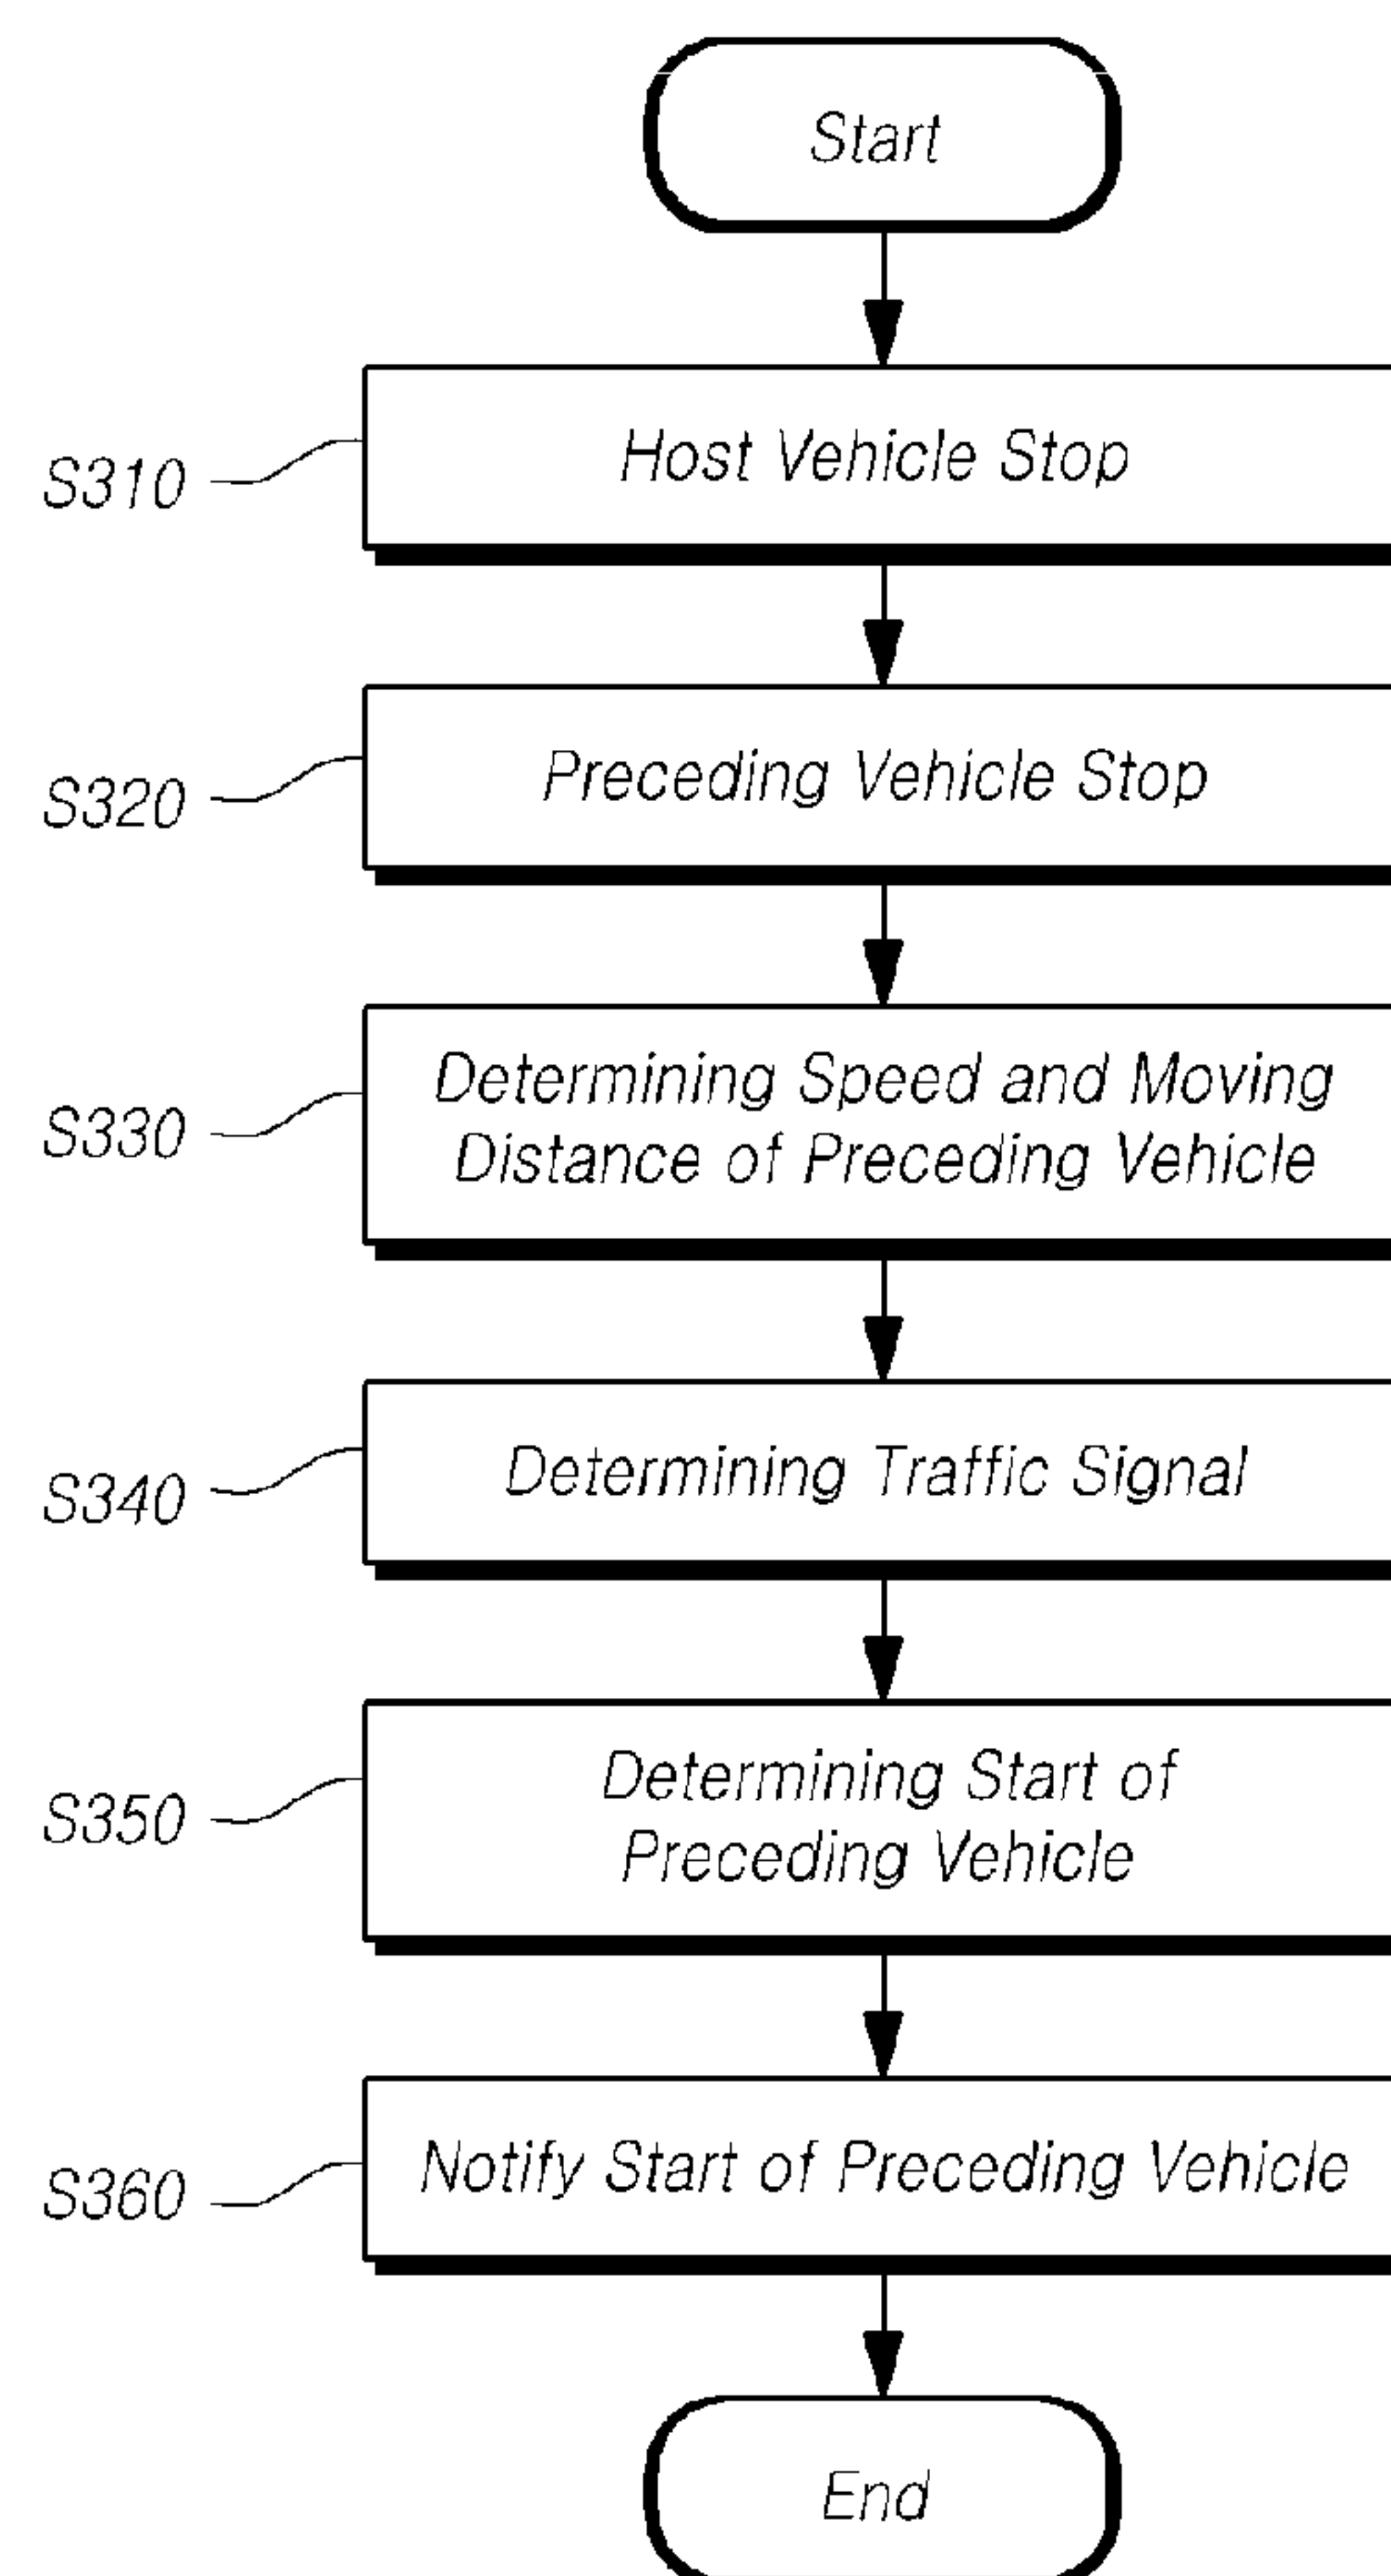 Start
S310
Host Vehicle Stop
S320
Preceding Vehicle Stop
S330
Determining Speed and Moving
Distance of Preceding Vehicle
S340
Determining Traffic Signal
S350
Determining Start of
Preceding Vehicle
S360
Notify Start of Preceding Vehicle
End